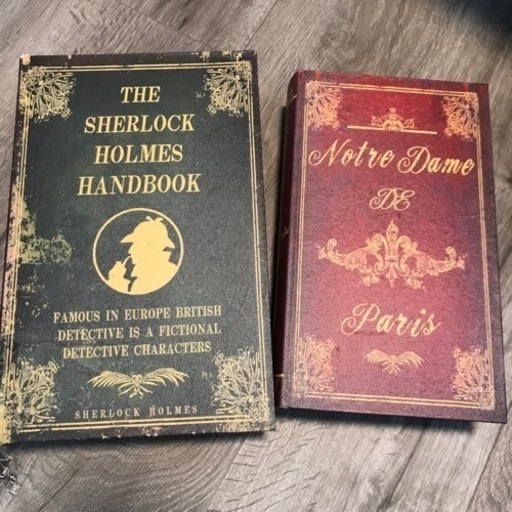 THE
SHERLOCK
HOLMES
HANDBOOK
FAMOUS IN EUROPE BRITISH
DETECTIVE IS A FICTIONAL
DETECTIVE CHARACTERS
SHERLOCK HOLMES
Notre Dame
DE
Paris